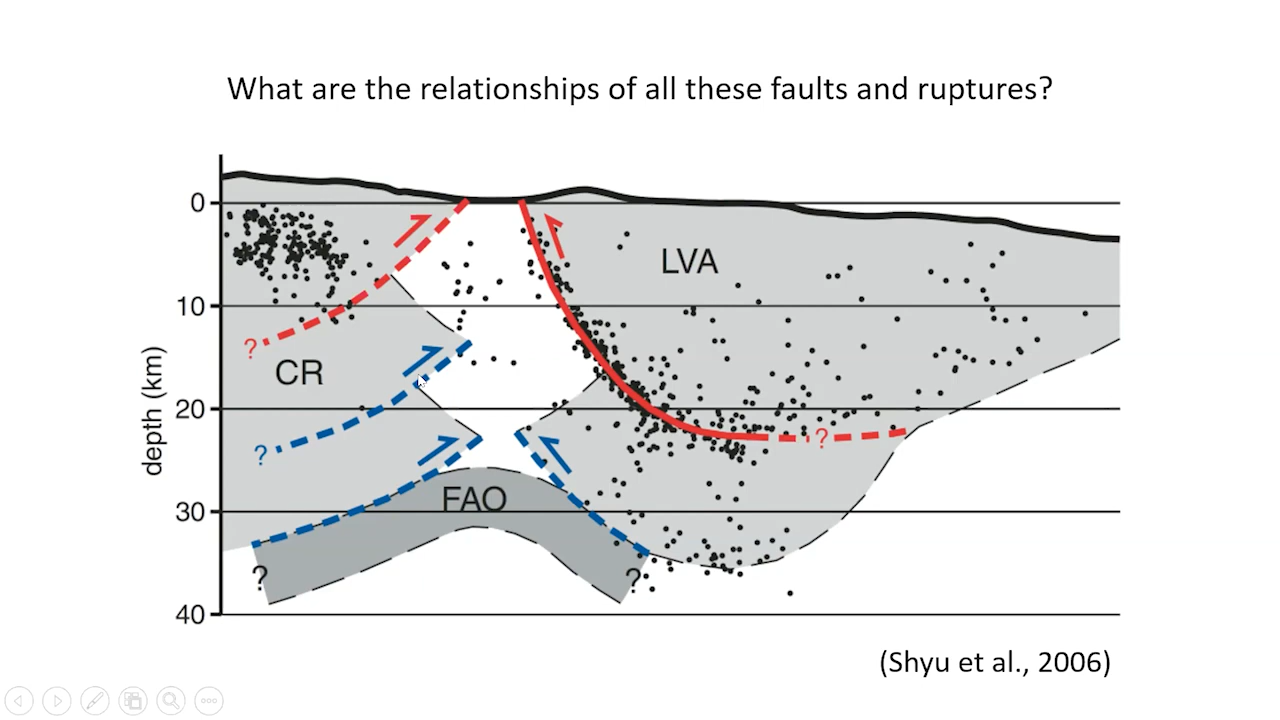 What are the relationships of all these faults and ruptures?
0
LVA
10
?
CR
depth (km)
20
?
?
FAO
30
?
?
40
(Shyu et al., 2006)